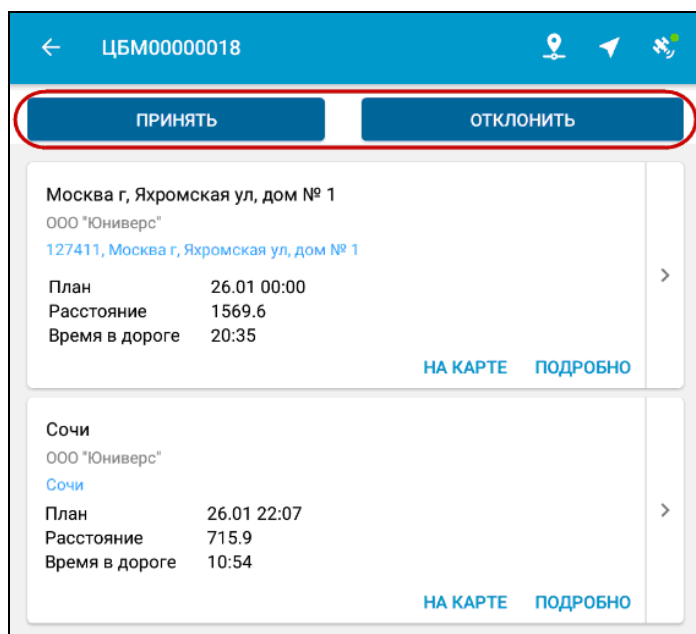 ЦБМ00000018
ПРИНЯТЬ ОТКЛОНИТЬ
Москва г, Яхромская ул, дом № 1
ООО "Юниверс"
127411, Москва г, Яхромская ул, дом № 1
План 26.01 00:00
Расстояние 1569.6
Время в дороге 20:35
НА КАРТЕ ПОДРОБНО
Сочи
ООО "Юниверс"
Сочи
План 26.01 22:07
Расстояние 715.9
Время в дороге 10:54
НА КАРТЕ ПОДРОБНО